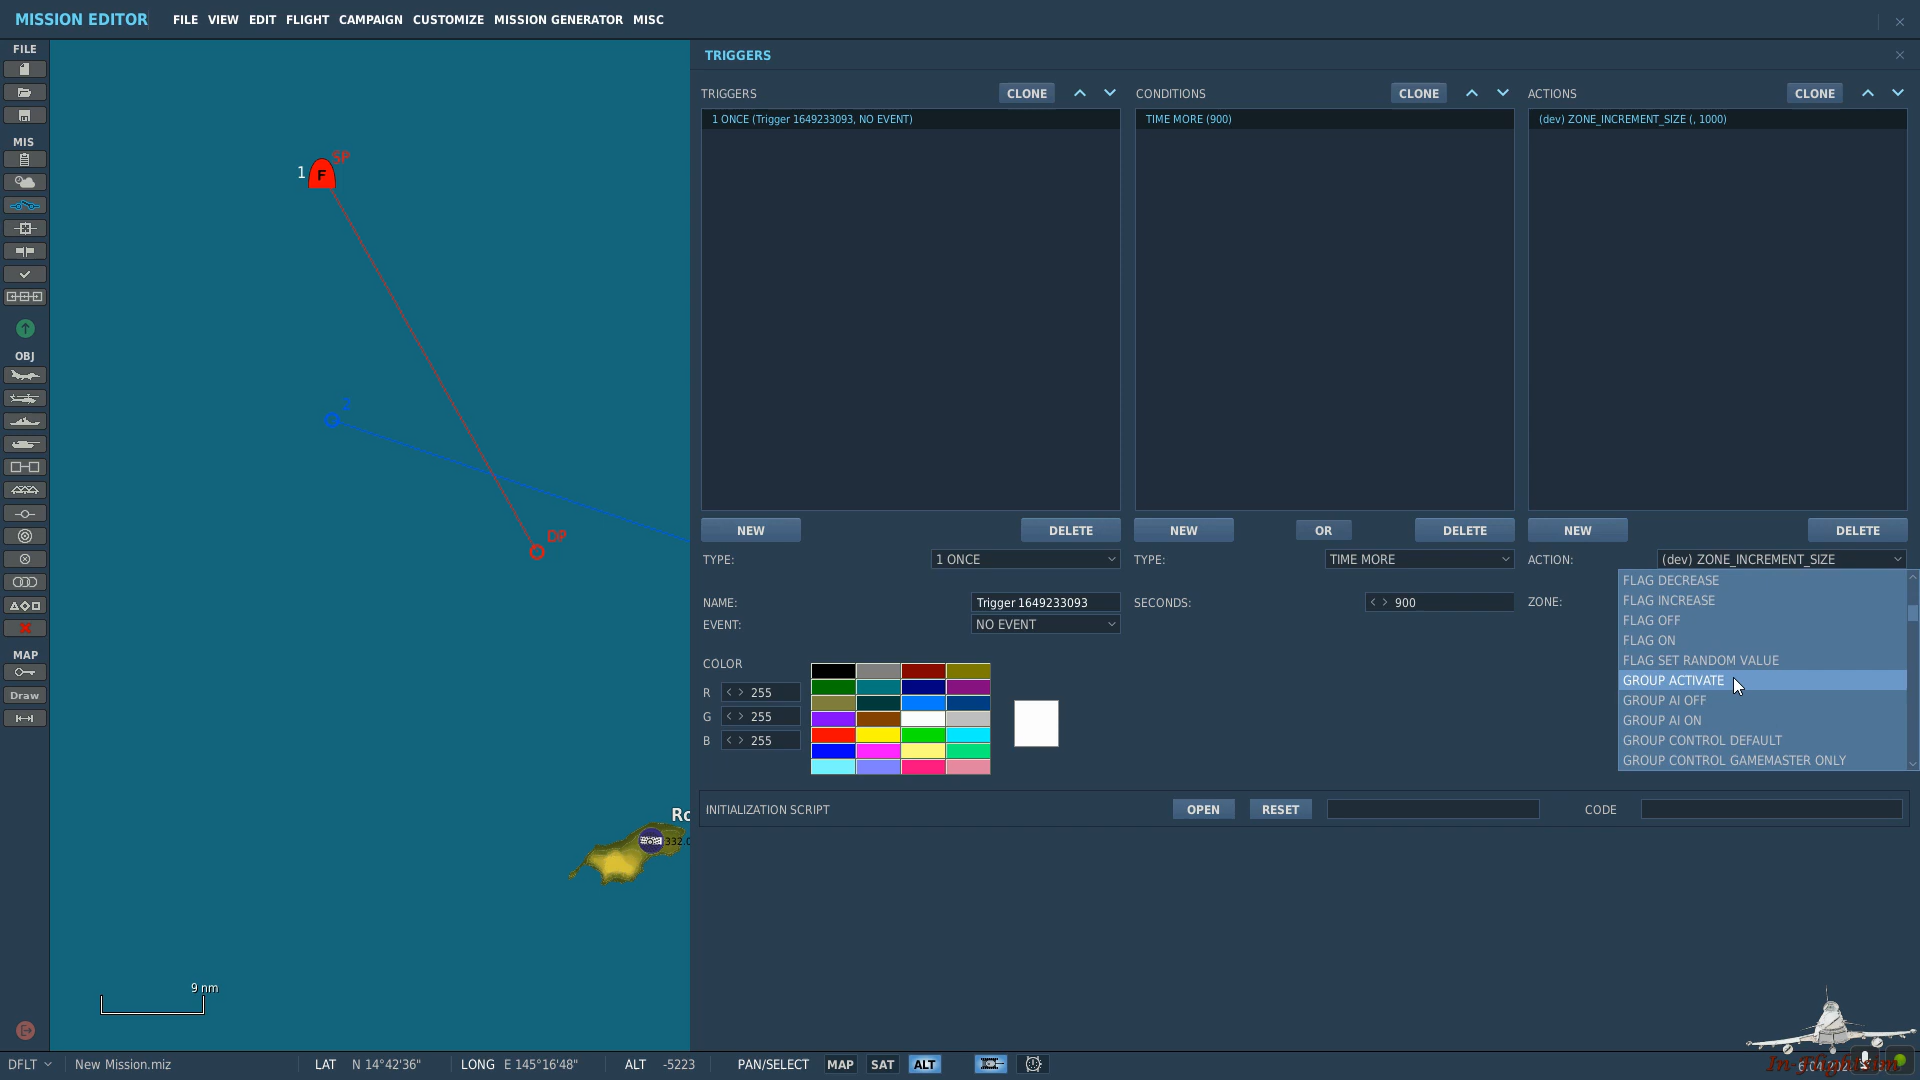 MISSION EDITOR FILE VIEW EDIT FLIGHT CAMPAIGN CUSTOMIZE MISSION GENERATOR MISC
FILE
MIS
OBJ
MAP
Draw
1 F SP
2
DP
Ro
332.0
9 nm
TRIGGERS
TRIGGERS CLONE
1 ONCE (Trigger 1649233093, NO EVENT)
NEW DELETE
TYPE: 1 ONCE
NAME: Trigger 1649233093
EVENT: NO EVENT
COLOR
R < > 255
G < > 255
B < > 255
CONDITIONS CLONE
TIME MORE (900)
NEW OR DELETE
TYPE: TIME MORE
SECONDS: < > 900
ACTIONS CLONE
(dev) ZONE_INCREMENT_SIZE (, 1000)
NEW DELETE
ACTION: (dev) ZONE_INCREMENT_SIZE
ZONE:
FLAG DECREASE
FLAG INCREASE
FLAG OFF
FLAG ON
FLAG SET RANDOM VALUE
GROUP ACTIVATE
GROUP AI OFF
GROUP AI ON
GROUP CONTROL DEFAULT
GROUP CONTROL GAMEMASTER ONLY
INITIALIZATION SCRIPT OPEN RESET CODE
DFLT New Mission.miz LAT N 14°42'36" LONG E 145°16'48" ALT -5223 PAN/SELECT MAP SAT ALT